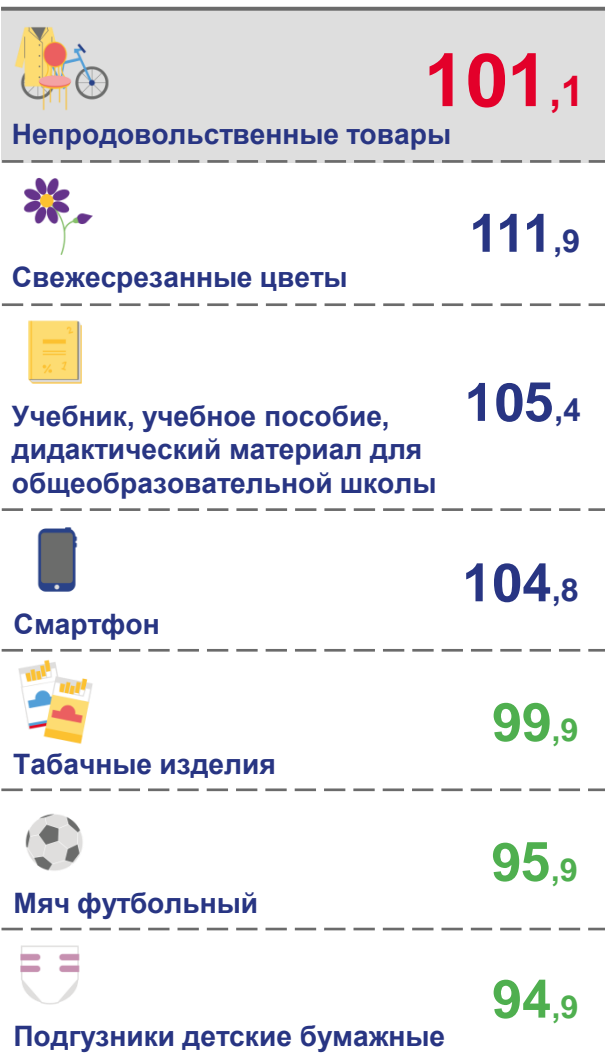 101,1
Непродовольственные товары
111,9
Свежесрезанные цветы
105,4
Учебник, учебное пособие,
дидактический материал для
общеобразовательной школы
104,8
Смартфон
99,9
Табачные изделия
95,9
Мяч футбольный
94,9
Подгузники детские бумажные